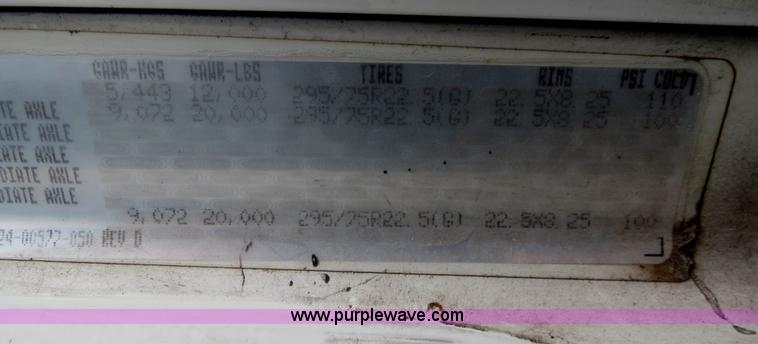 GAWR-KGS GAWR-LBS TIRES RIMS PSI COLD
5,443 12,000 295/75R22.5(G) 22.5X8.25 110
TE AXLE 9,072 20,000 295/75R22.5(G) 22.5X8.25 100
DIATE AXLE
IATE AXLE
DIATE AXLE
DIATE AXLE
9,072 20,000 295/75R22.5(G) 22.5X8.25 100
24-00577-050 REV D
www.purplewave.com